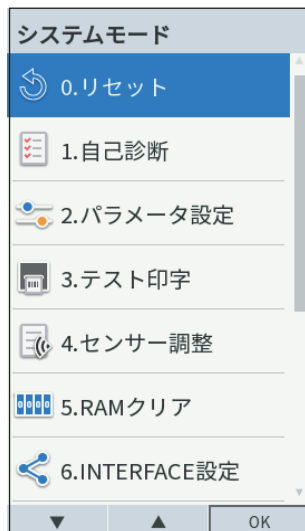 システムモード
0.リセット
1.自己診断
2.パラメータ設定
3.テスト印字
4.センサー調整
5.RAMクリア
6.INTERFACE設定
▼ ▲ OK